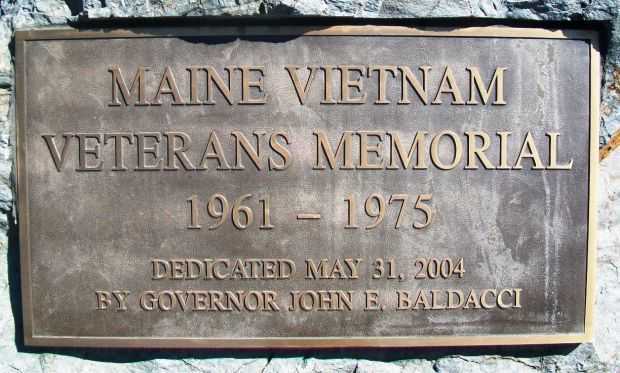 MAINE VIETNAM
VETERANS MEMORIAL
1961 – 1975
DEDICATED MAY 31, 2004
BY GOVERNOR JOHN E. BALDACCI